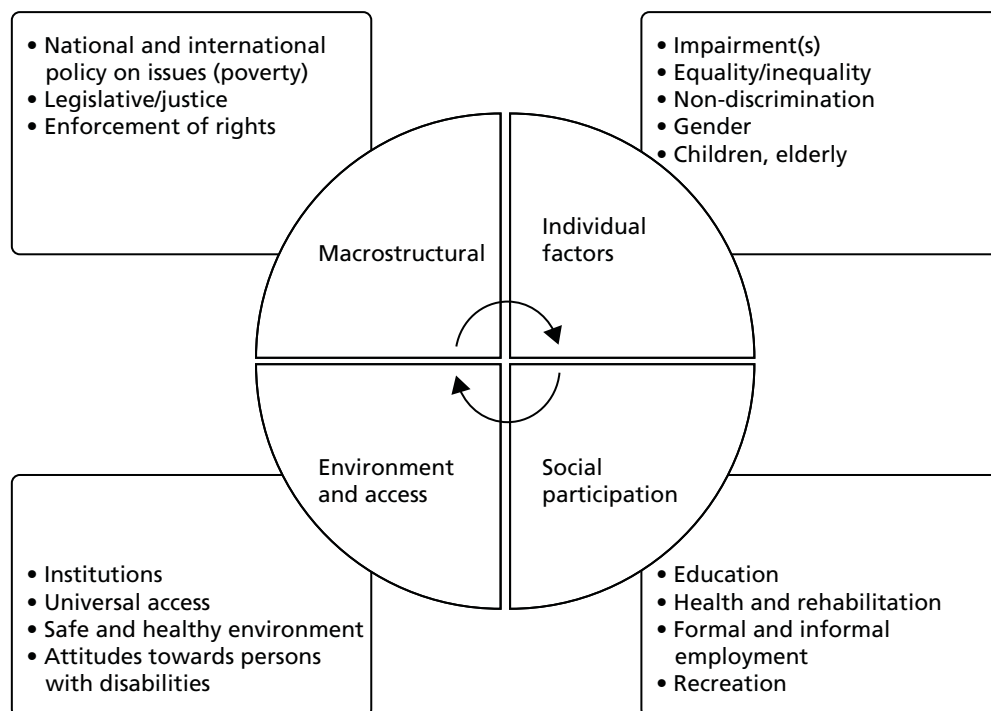 • National and international
policy on issues (poverty)
• Legislative/justice
• Enforcement of rights
• Impairment(s)
• Equality/inequality
• Non-discrimination
• Gender
• Children, elderly
Macrostructural
Individual
factors
Environment
and access
Social
participation
• Institutions
• Universal access
• Safe and healthy environment
• Attitudes towards persons
with disabilities
• Education
• Health and rehabilitation
• Formal and informal
employment
• Recreation